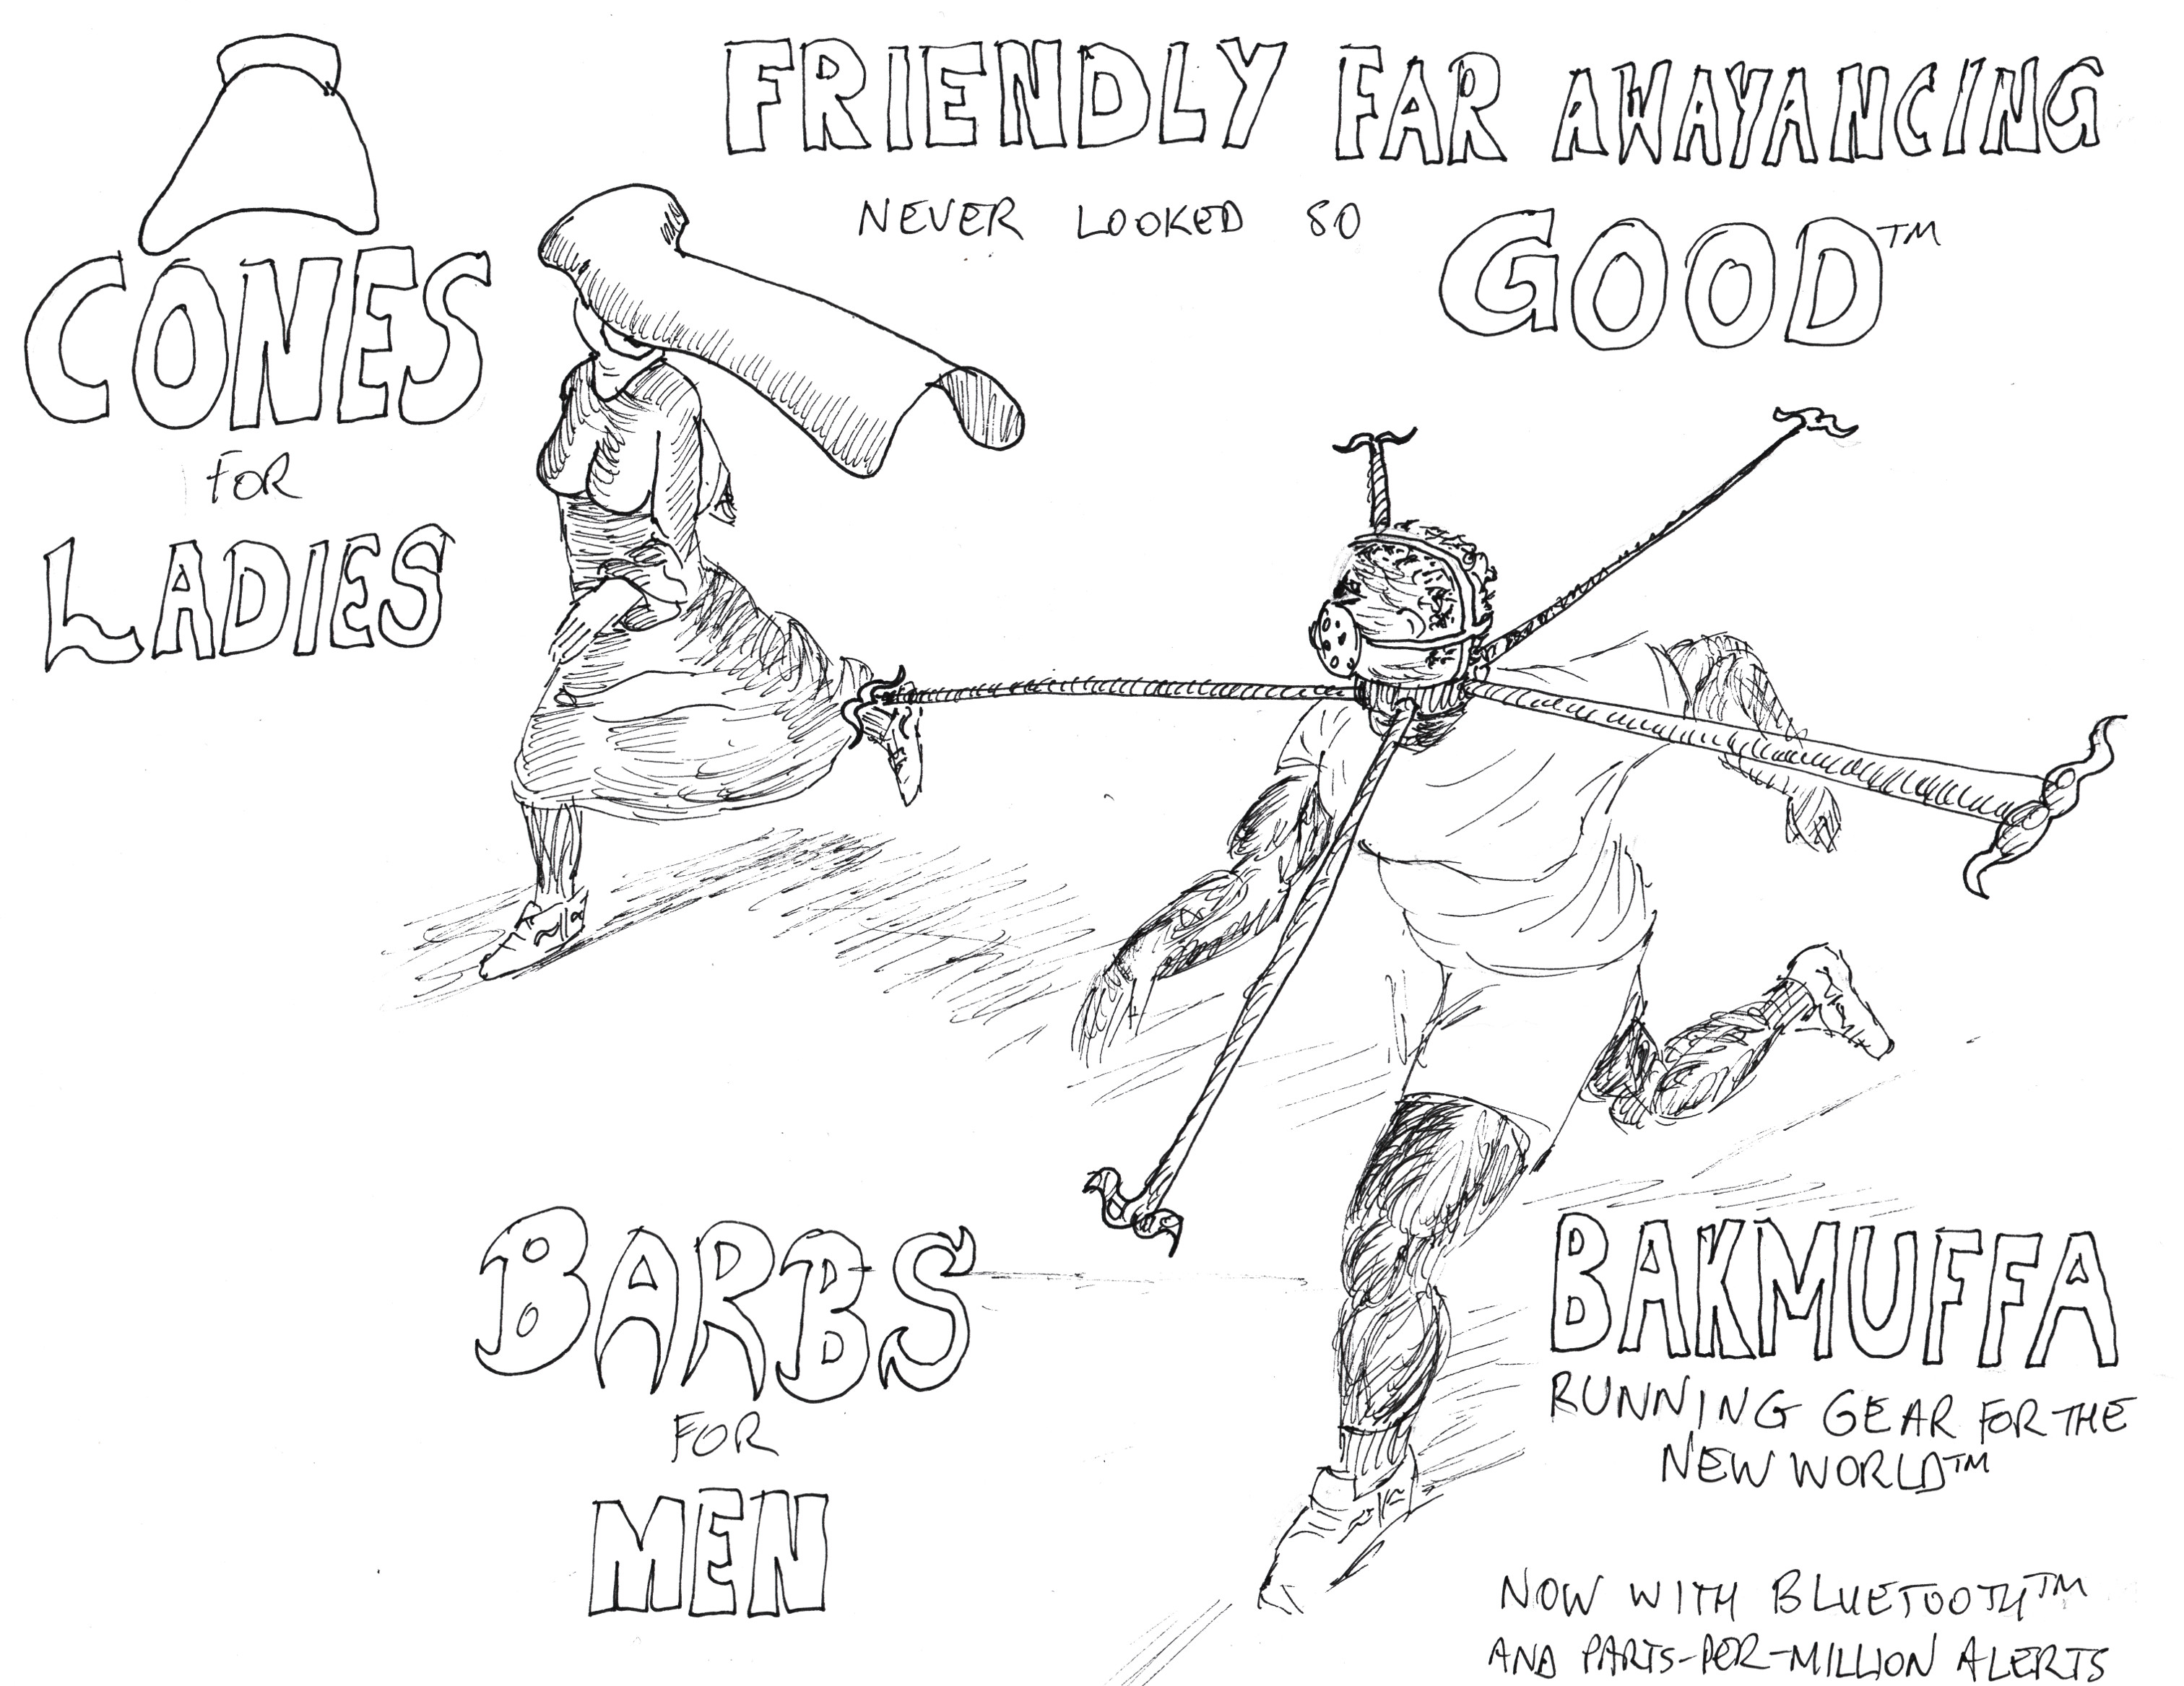 FRIENDLY FAR AWAYANCING
NEVER LOOKED SO
GOOD™
CONES
FOR
LADIES
BARBS
FOR
MEN
BAKMUFFA
RUNNING GEAR FOR THE
NEW WORLD™
NOW WITH BLUETOOTH™
AND PARTS-PER-MILLION ALERTS